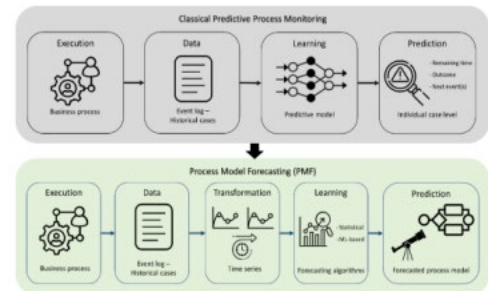 Classical Predictive Process Monitoring
Execution
Business process
Data
Event log –
Historical cases
Learning
Predictive model
Prediction
- Remaining time
- Outcome
- Next event(s)
Individual case level
Process Model Forecasting (PMF)
Execution
Business process
Data
Event log –
Historical cases
Transformation
Time series
Learning
- Statistical
- ML-based
Forecasting algorithms
Prediction
Forecasted process model